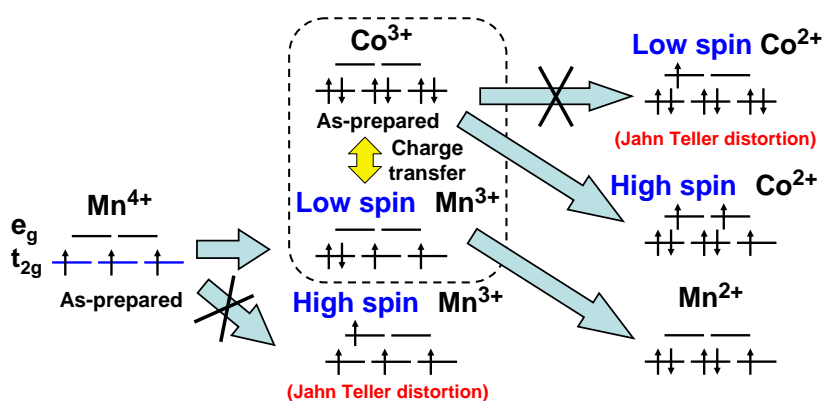 Co3+
As-prepared
Charge
transfer
Low spin Mn3+
High spin Mn3+
(Jahn Teller distortion)
Mn4+
eg
t2g
As-prepared
Low spin Co2+
(Jahn Teller distortion)
High spin Co2+
Mn2+